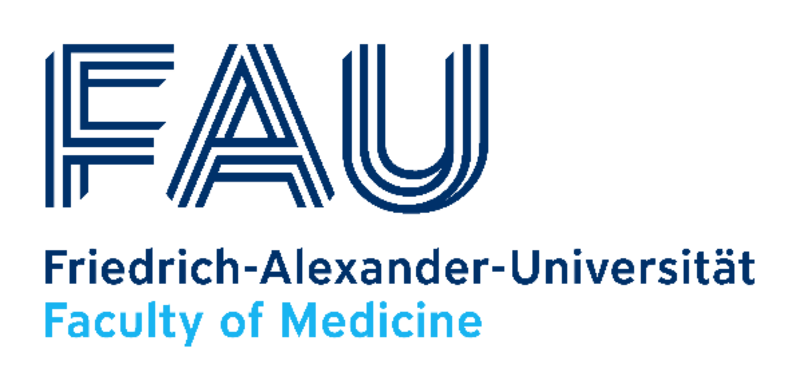 FAU
Friedrich-Alexander-Universität
Faculty of Medicine